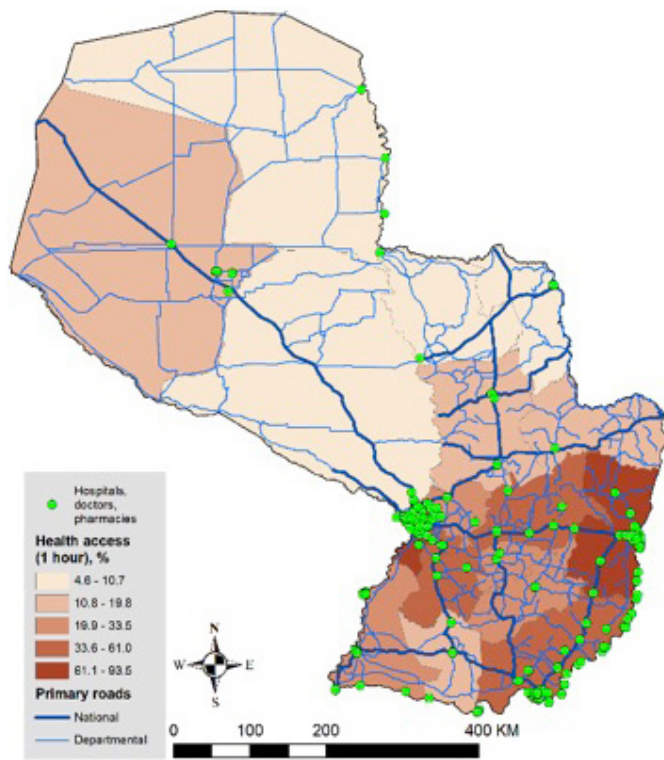 Hospitals,
doctors,
pharmacies
Health access
(1 hour), %
4.6 - 10.7
10.8 - 19.8
19.9 - 33.5
33.6 - 61.0
61.1 - 93.5
Primary roads
National
Departmental
N
W E
S
0 100 200 400 KM